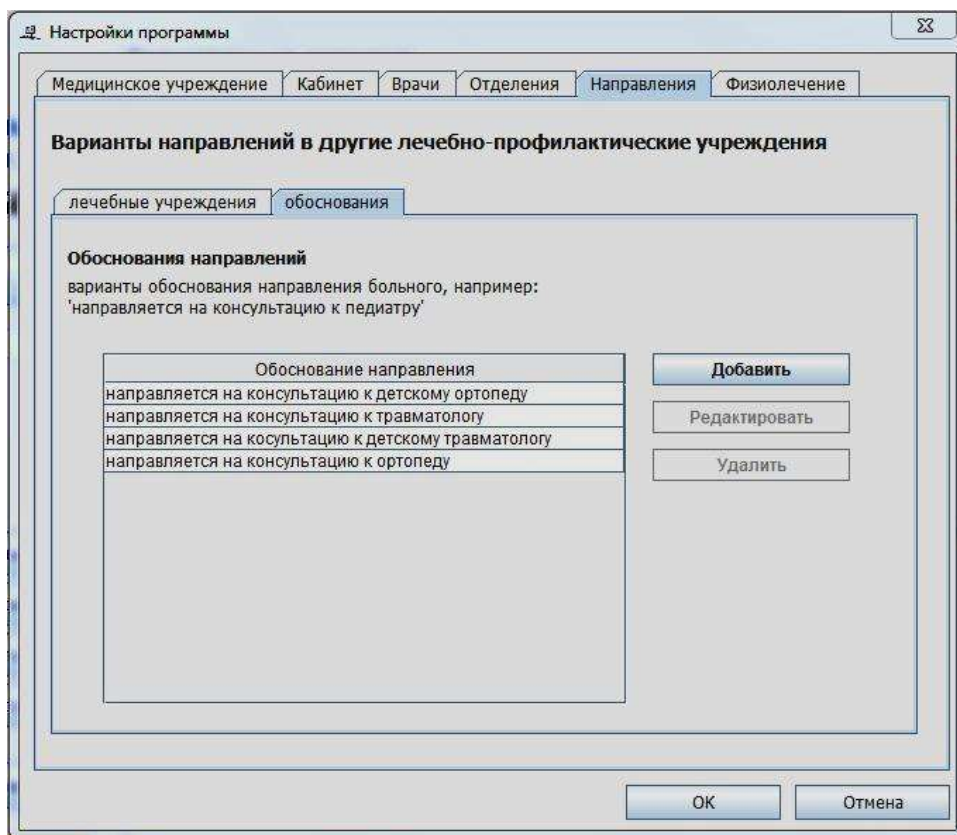 Настройки программы
Медицинское учреждение Кабинет Врачи Отделения Направления Физиолечение
Варианты направлений в другие лечебно-профилактические учреждения
лечебные учреждения обоснования
Обоснования направлений
варианты обоснования направления больного, например:
'направляется на консультацию к педиатру'
Обоснование направления
направляется на консультацию к детскому ортопеду
направляется на консультацию к травматологу
направляется на косультацию к детскому травматологу
направляется на консультацию к ортопеду
Добавить
Редактировать
Удалить
ОК Отмена